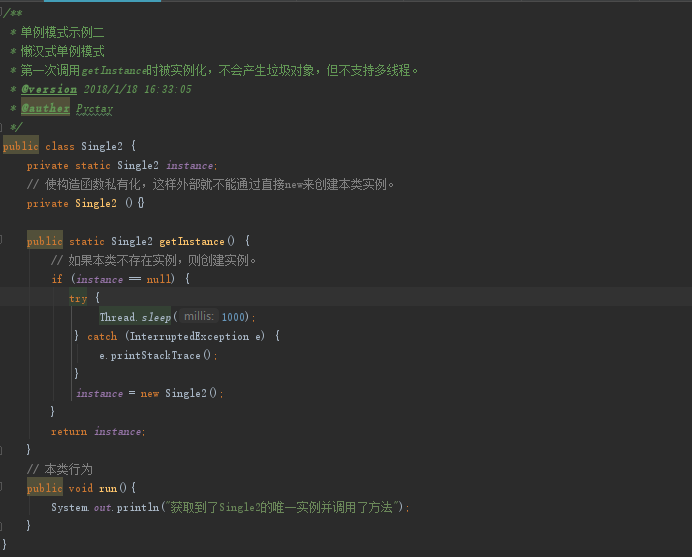 /**
 * 单例模式示例二
 * 懒汉式单例模式
 * 第一次调用getInstance时被实例化，不会产生垃圾对象，但不支持多线程。
 * @version 2018/1/18 16:33:05
 * @auther Pyctay
 */
public class Single2 {
    private static Single2 instance;
    // 使构造函数私有化，这样外部就不能通过直接new来创建本类实例。
    private Single2 (){}
    public static Single2 getInstance() {
        // 如果本类不存在实例，则创建实例。
        if (instance == null) {
            try {
                Thread.sleep( millis: 1000);
            } catch (InterruptedException e) {
                e.printStackTrace();
            }
            instance = new Single2();
        }
        return instance;
    }
    // 本类行为
    public void run(){
        System.out.println("获取到了Single2的唯一实例并调用了方法");
    }
}